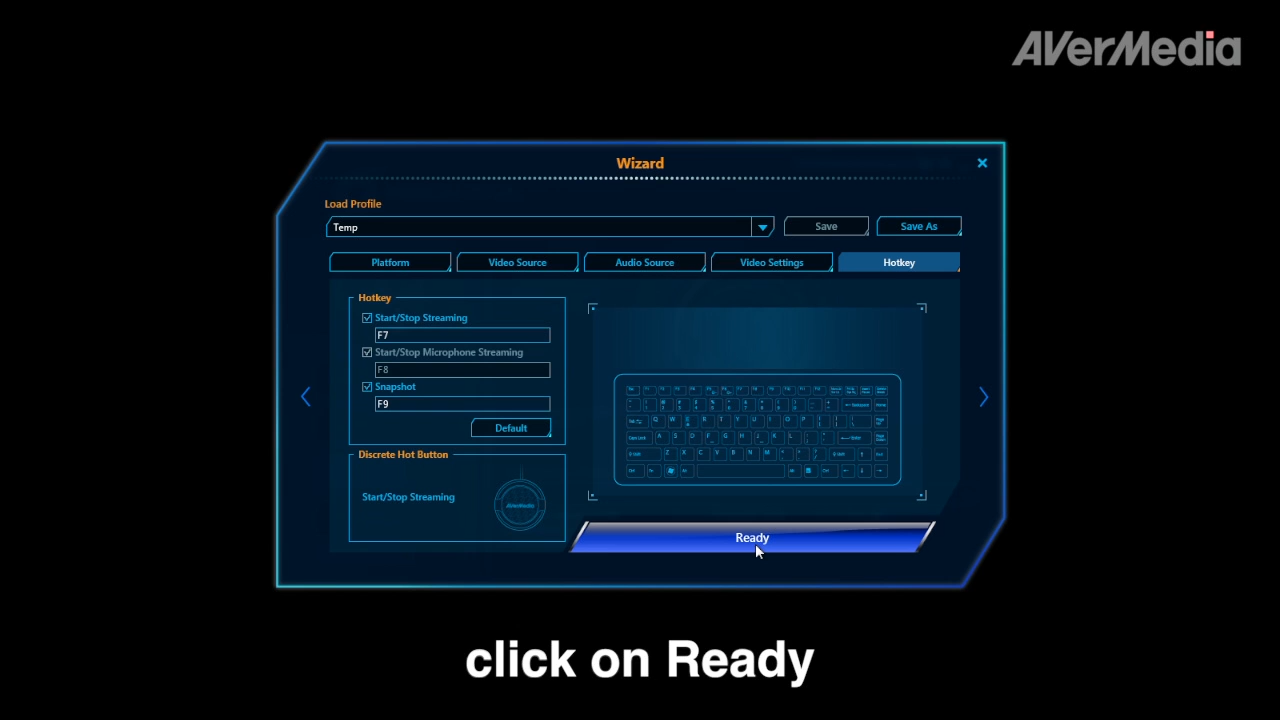 AVerMedia
Wizard
Load Profile
Temp
Save
Save As
Platform
Video Source
Audio Source
Video Settings
Hotkey
Hotkey
Start/Stop Streaming
F7
Start/Stop Microphone Streaming
F8
Snapshot
F9
Default
Discrete Hot Button
Start/Stop Streaming
AVerMedia
Ready
click on Ready